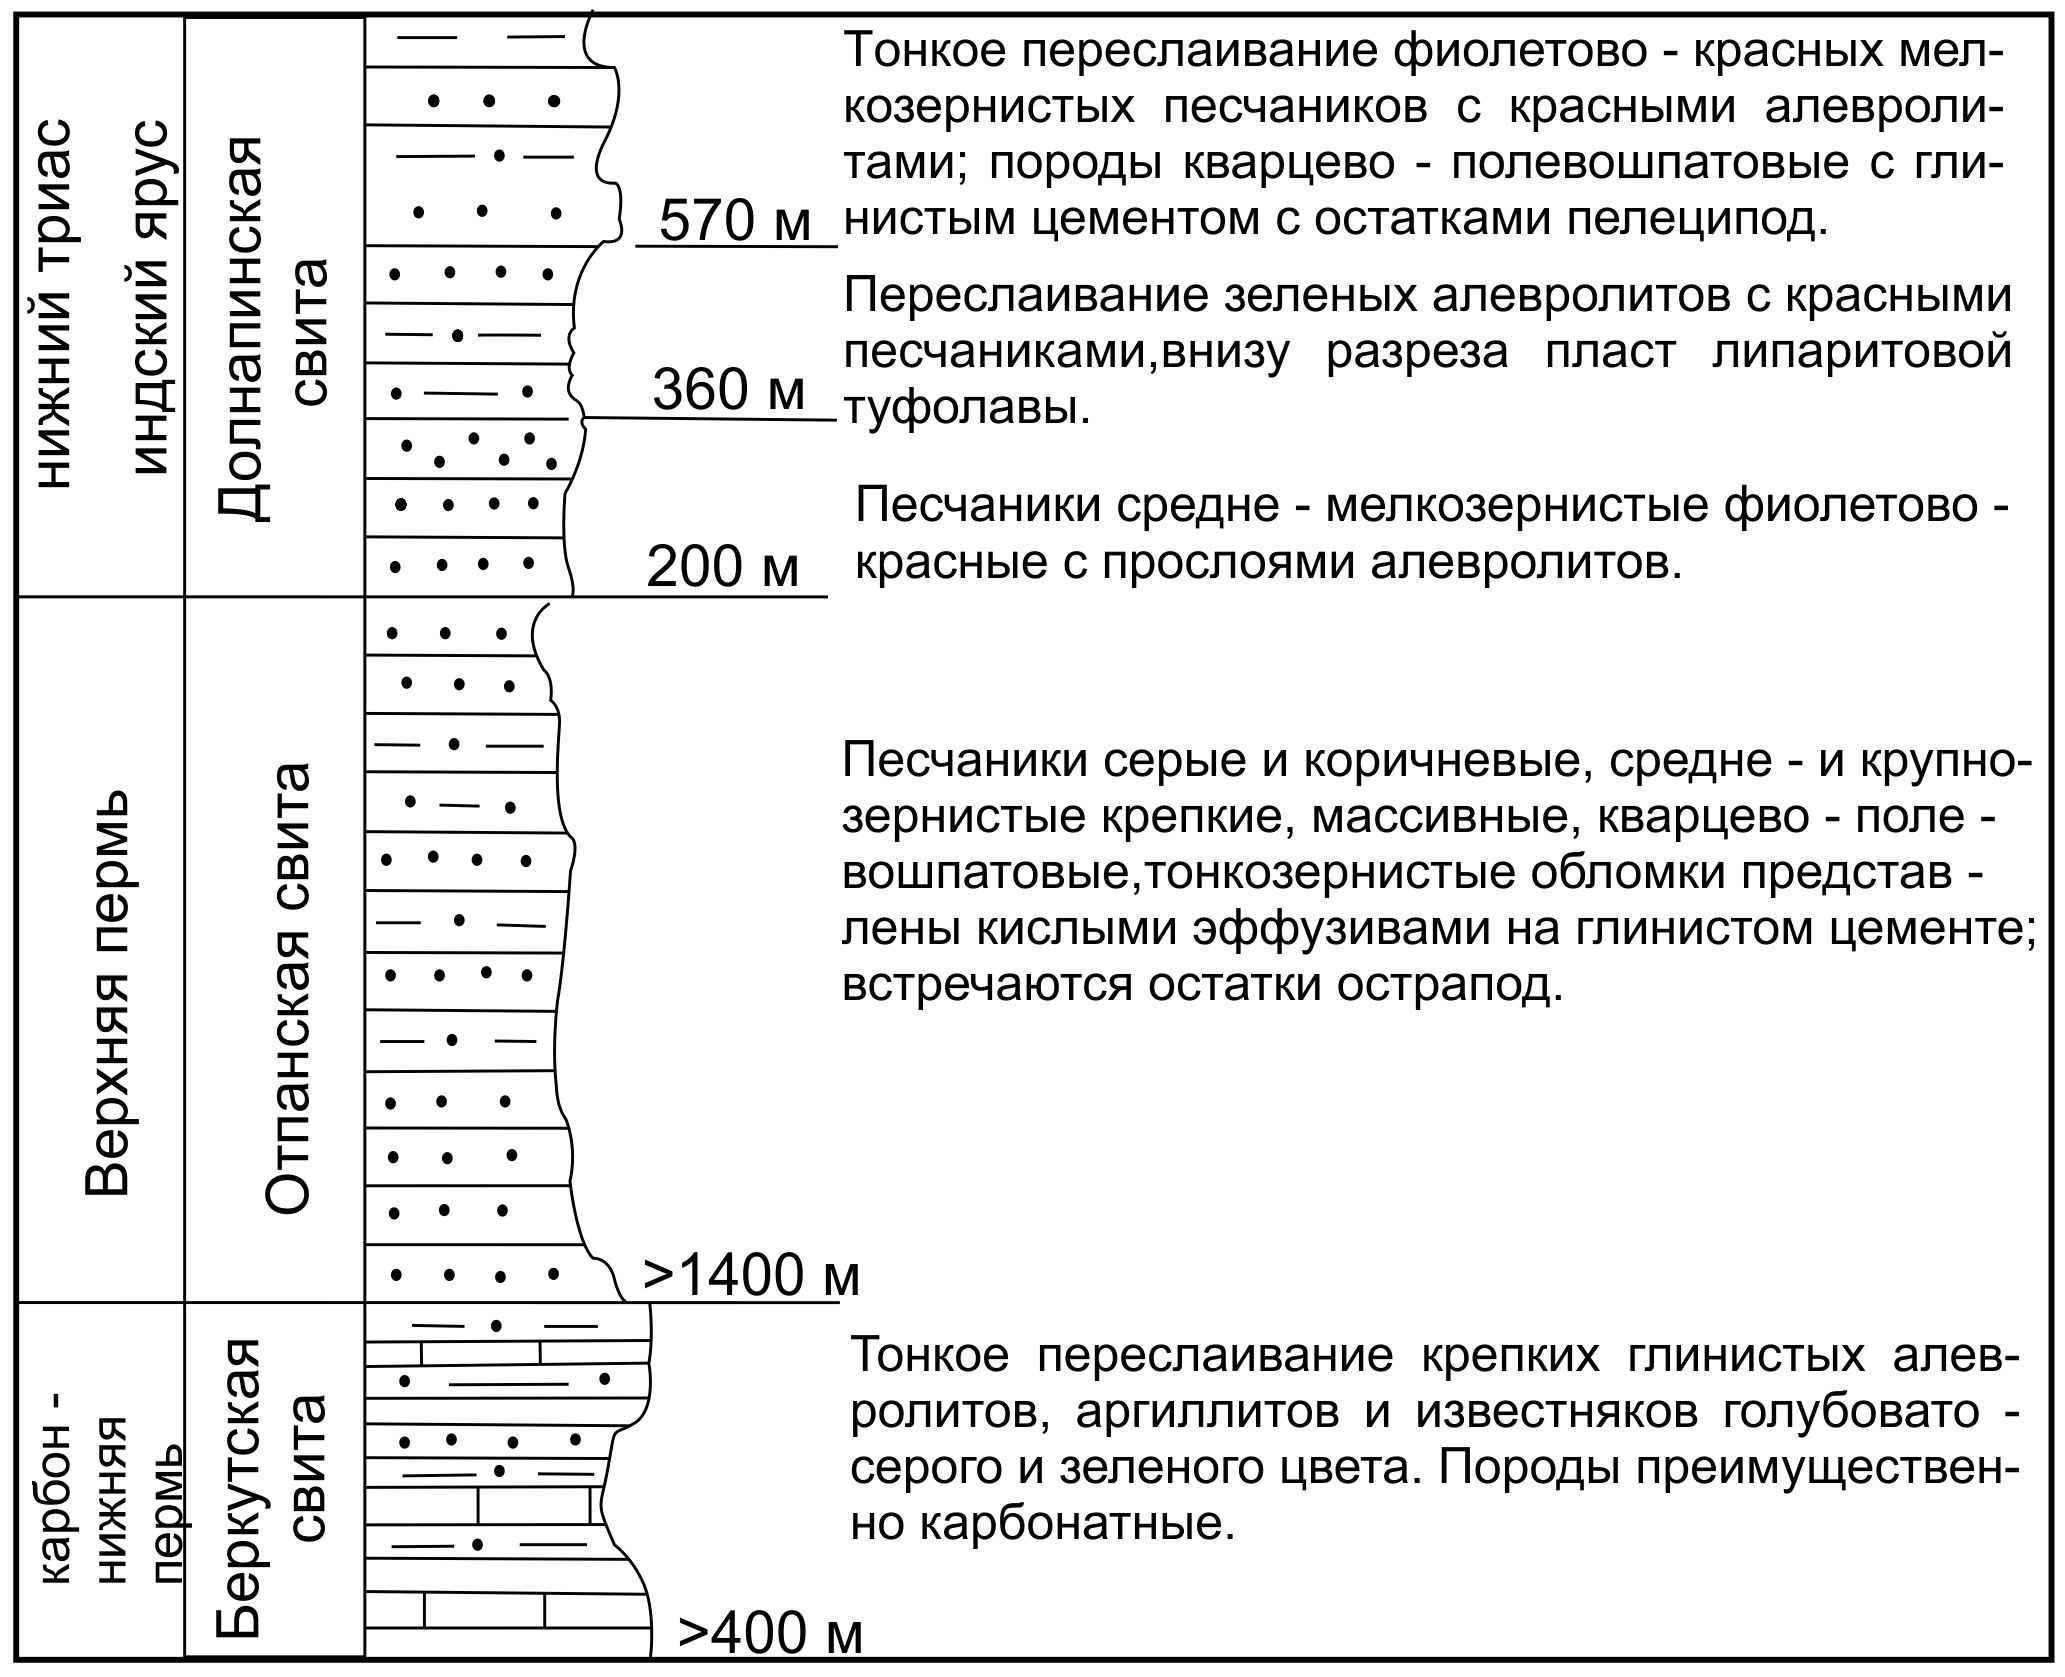 нижний триас
индский ярус
Долнапинская
свита
Тонкое переслаивание фиолетово - красных мел-
козернистых песчаников с красными алевроли-
тами; породы кварцево - полевошпатовые с гли-
нистым цементом с остатками пелеципод.
570 м
Переслаивание зеленых алевролитов с красными
песчаниками,внизу разреза пласт липаритовой
туфолавы.
360 м
Песчаники средне - мелкозернистые фиолетово -
красные с прослоями алевролитов.
200 м
Верхняя пермь
Отпанская свита
Песчаники серые и коричневые, средне - и крупно-
зернистые крепкие, массивные, кварцево - поле -
вошпатовые,тонкозернистые обломки представ -
лены кислыми эффузивами на глинистом цементе;
встречаются остатки острапод.
>1400 м
карбон -
нижняя
пермь
Беркутская
свита
Тонкое переслаивание крепких глинистых алев-
ролитов, аргиллитов и известняков голубовато -
серого и зеленого цвета. Породы преимуществен-
но карбонатные.
>400 м